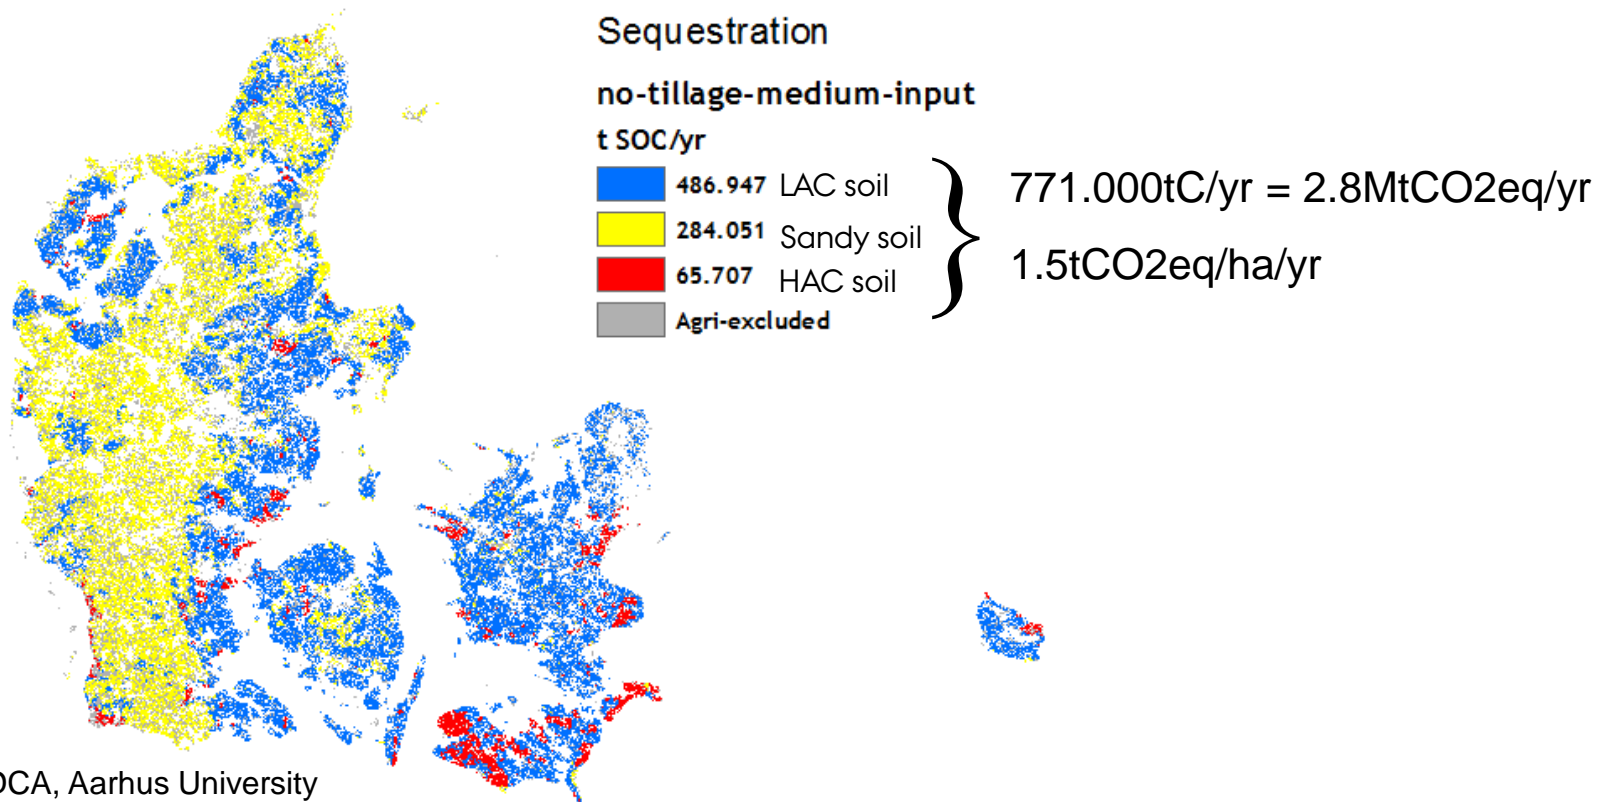 Sequestration
no-tillage-medium-input
t SOC/yr
486.947 LAC soil
284.051 Sandy soil
65.707 HAC soil
Agri-excluded
771.000tC/yr = 2.8MtCO2eq/yr
1.5tCO2eq/ha/yr
Aarhus University